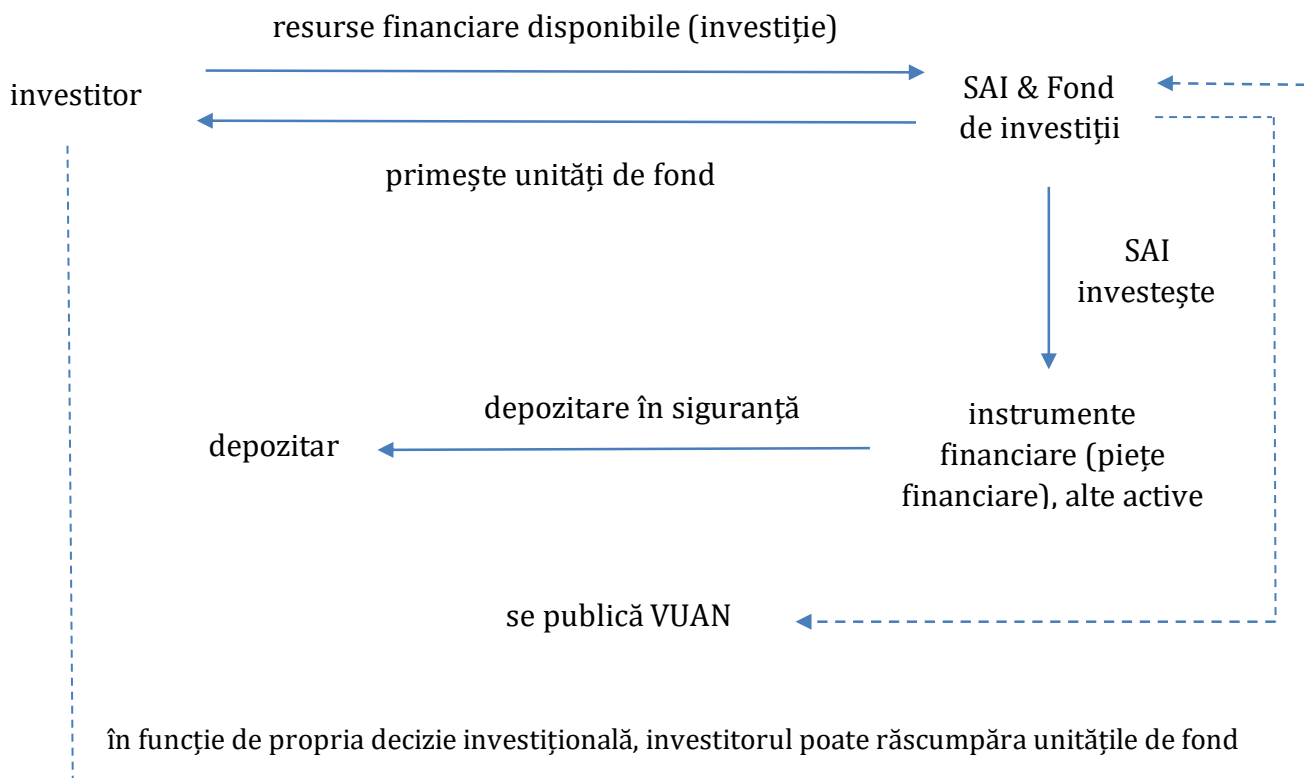 resurse financiare disponibile (investiție)
investitor
SAI & Fond
de investiții
primește unități de fond
SAI
investește
depozitare în siguranță
depozitar
instrumente
financiare (piețe
financiare), alte active
se publică VUAN
în funcție de propria decizie investițională, investitorul poate răscumpăra unitățile de fond